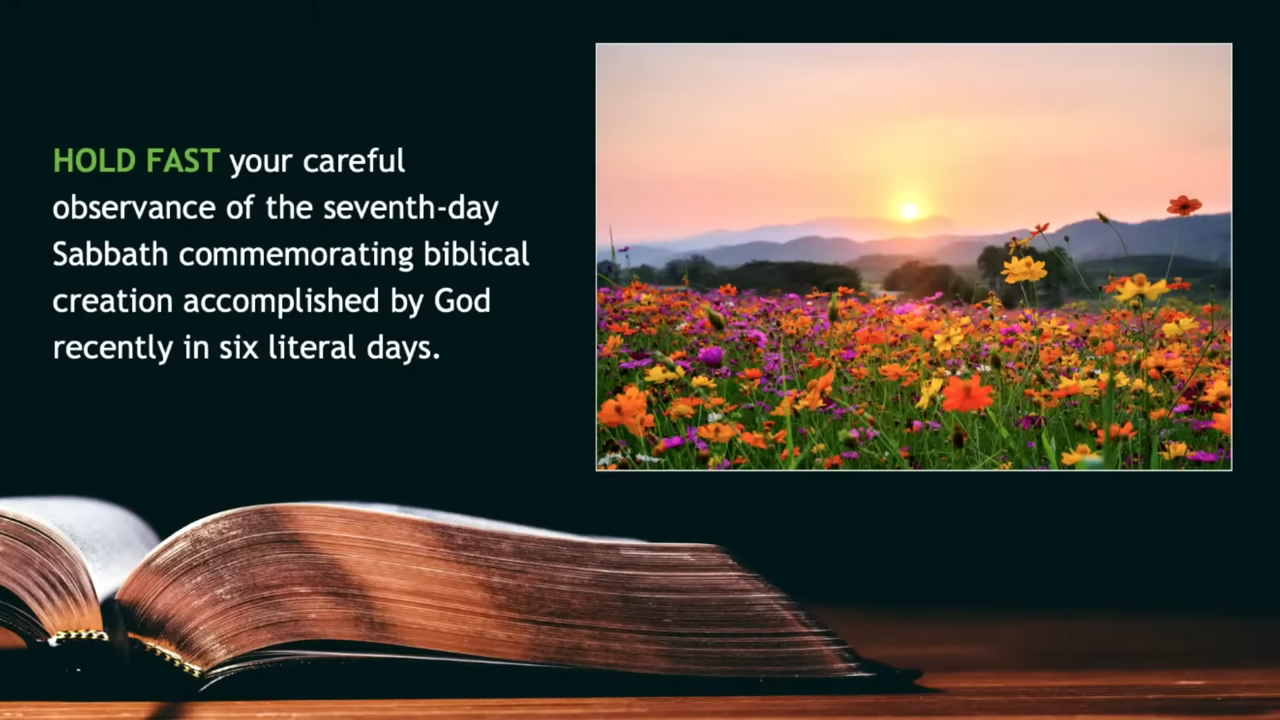 HOLD FAST your careful
observance of the seventh-day
Sabbath commemorating biblical
creation accomplished by God
recently in six literal days.